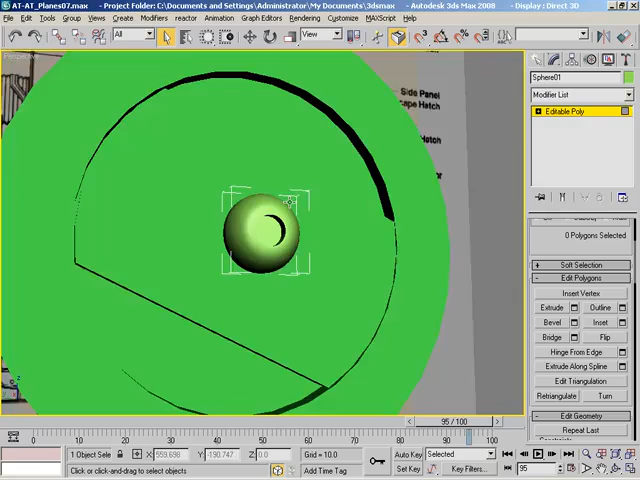 AT-AT_Planes07.max - Project Folder: C:\Documents and Settings\Administrator\My Documents\3dsmax - Autodesk 3ds Max 2008 - Display : Direct 3D
File Edit Tools Group Views Create Modifiers reactor Animation Graph Editors Rendering Customize MAXScript Help
All View
Perspective
Side Panel
cape Hatch
Hatch
Sphere01
Modifier List
Editable Poly
0 Polygons Selected
Soft Selection
Edit Polygons
Insert Vertex
Extrude Outline
Bevel Inset
Bridge Flip
Hinge From Edge
Extrude Along Spline
Edit Triangulation
Retriangulate Turn
Edit Geometry
Repeat Last
Constraints
95 / 100
0 10 20 30 40 50 60 70 80 90 100
1 Object Sele X: 559.698 Y: -190.747 Z: 0.0 Grid = 10.0 Auto Key Selected
Click or click-and-drag to select objects Add Time Tag Set Key Key Filters... 95